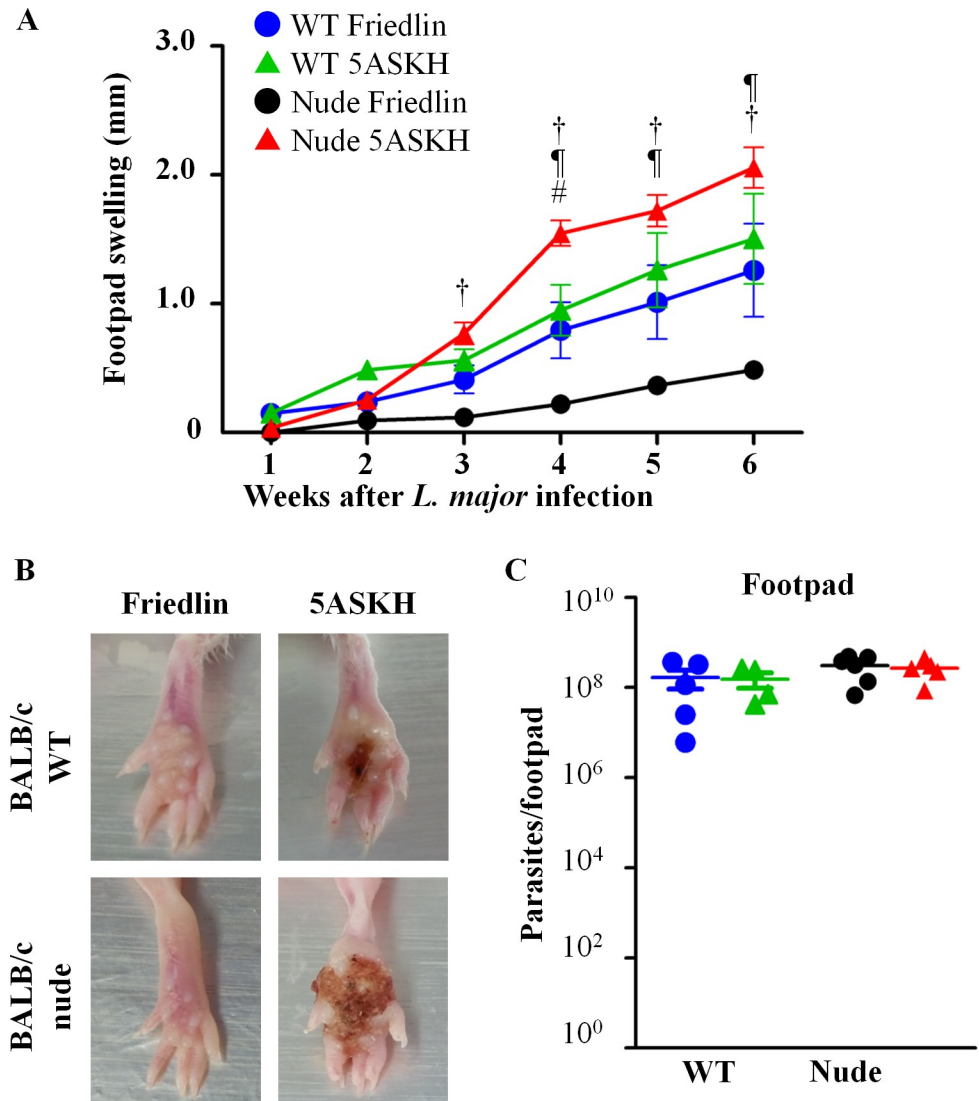 A
WT Friedlin
WT 5ASKH
Nude Friedlin
Nude 5ASKH
Footpad swelling (mm)
3.0
2.0
1.0
0
†
†
¶
#
†
¶
¶
‡
1 2 3 4 5 6
Weeks after L. major infection
B
Friedlin 5ASKH
BALB/c
WT
BALB/c
nude
C
Footpad
Parasites/footpad
10¹⁰
10⁸
10⁶
10⁴
10²
10⁰
WT Nude